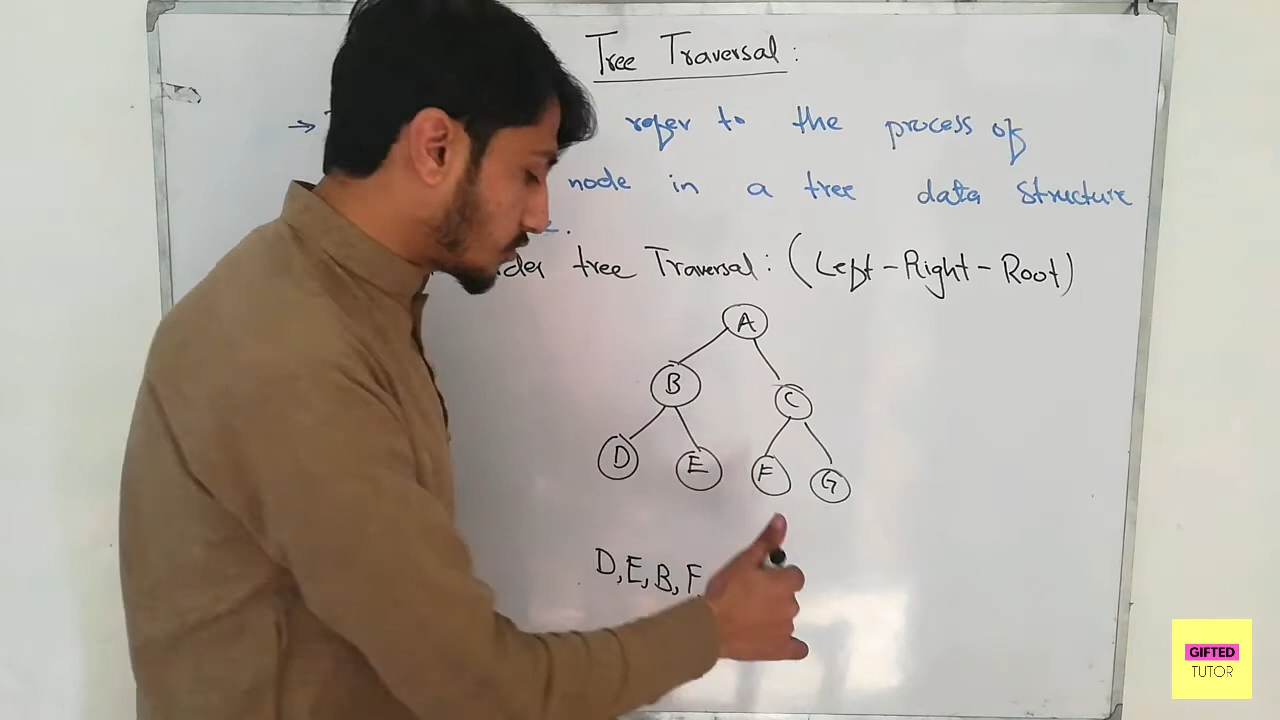 Tree Traversal:
→ refer to the process of
node in a tree data structure
tree Traversal: (Left-Right-Root)
A
B
C
D
E
F
G
D,E,B,F,
GIFTED
TUTOR